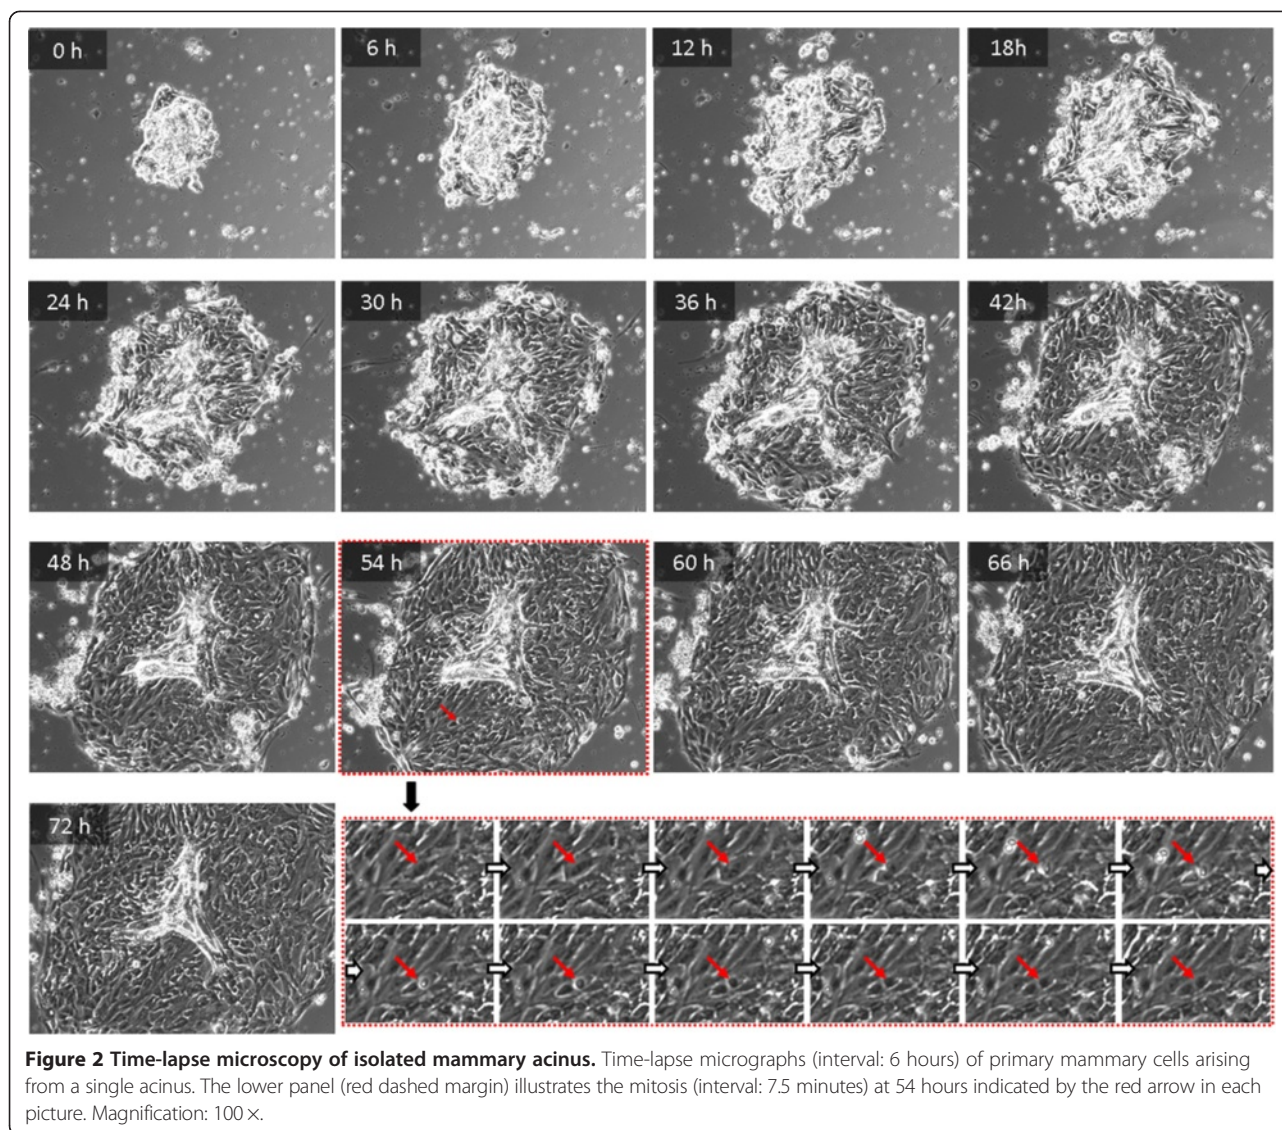 0 h
6 h
12 h
18h
24 h
30 h
36 h
42h
48 h
54 h
60 h
66 h
72 h
Figure 2 Time-lapse microscopy of isolated mammary acinus. Time-lapse micrographs (interval: 6 hours) of primary mammary cells arising
from a single acinus. The lower panel (red dashed margin) illustrates the mitosis (interval: 7.5 minutes) at 54 hours indicated by the red arrow in each
picture. Magnification: 100 ×.